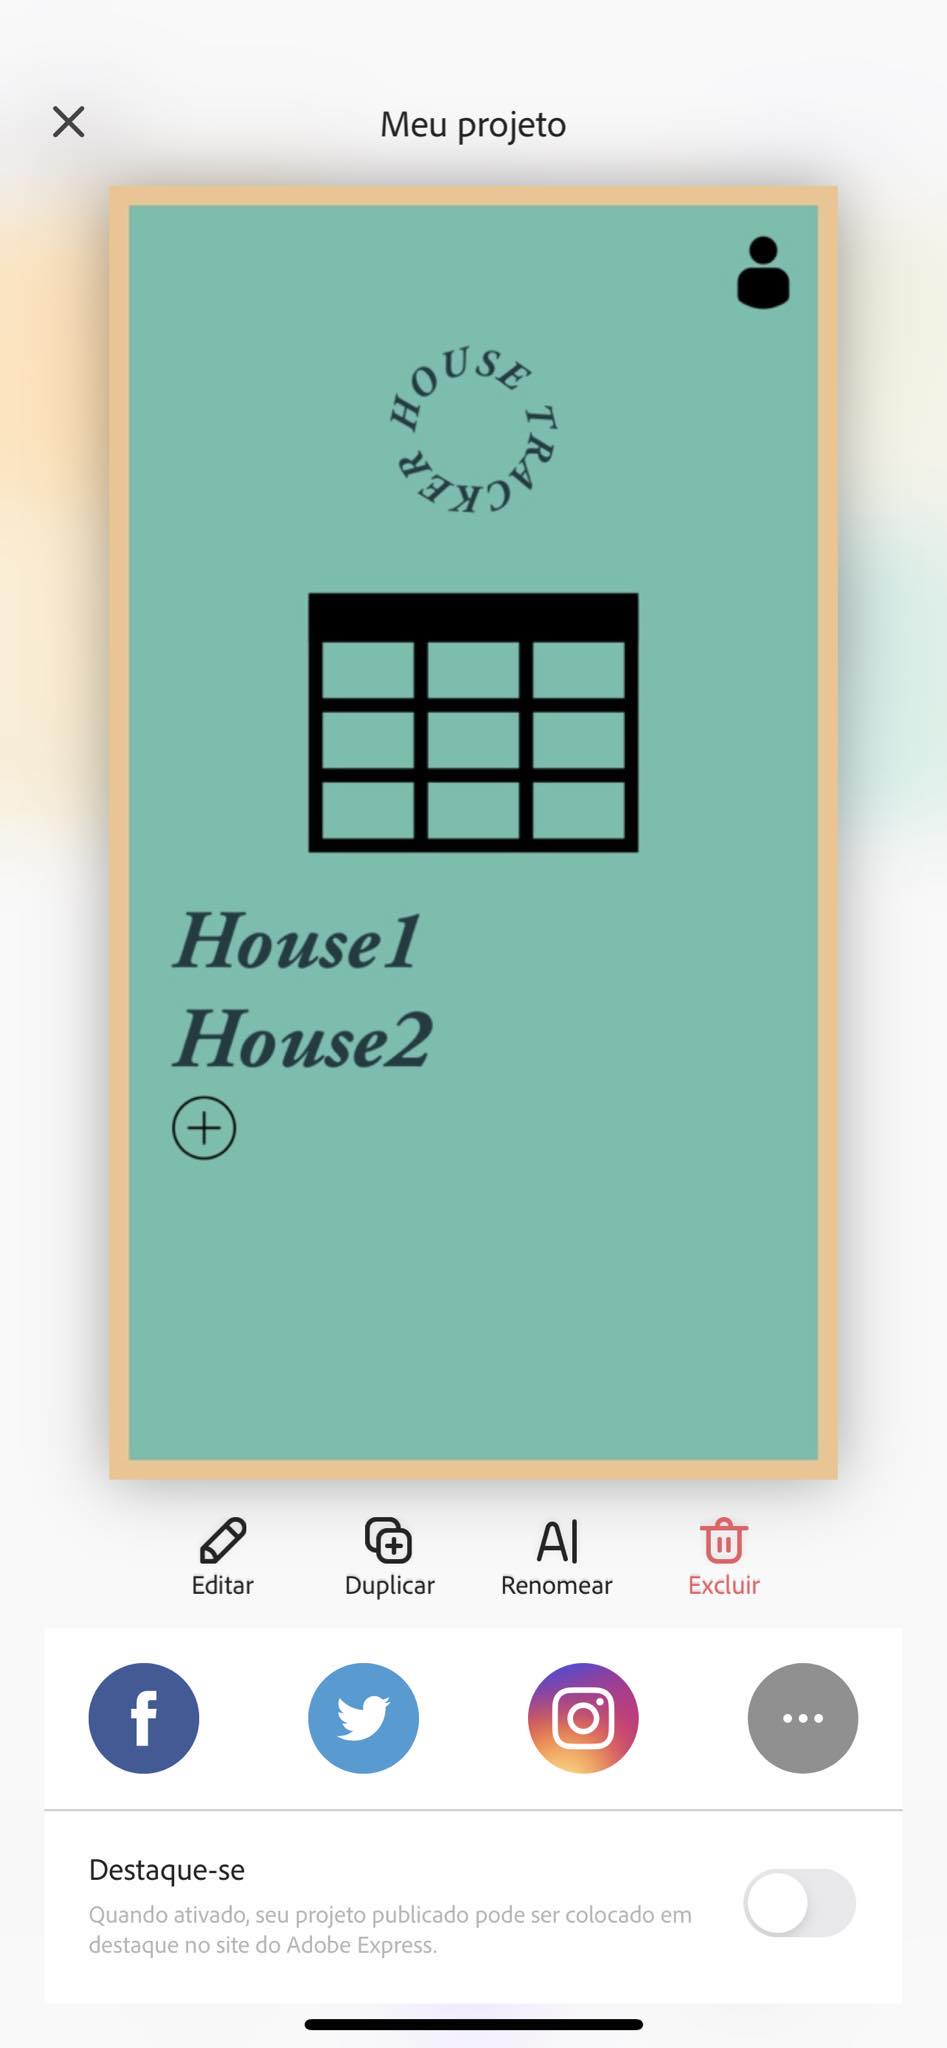 Meu projeto
HOUSE TRACKER
House1
House2
Editar
Duplicar
Renomear
Excluir
Destaque-se
Quando ativado, seu projeto publicado pode ser colocado em
destaque no site do Adobe Express.